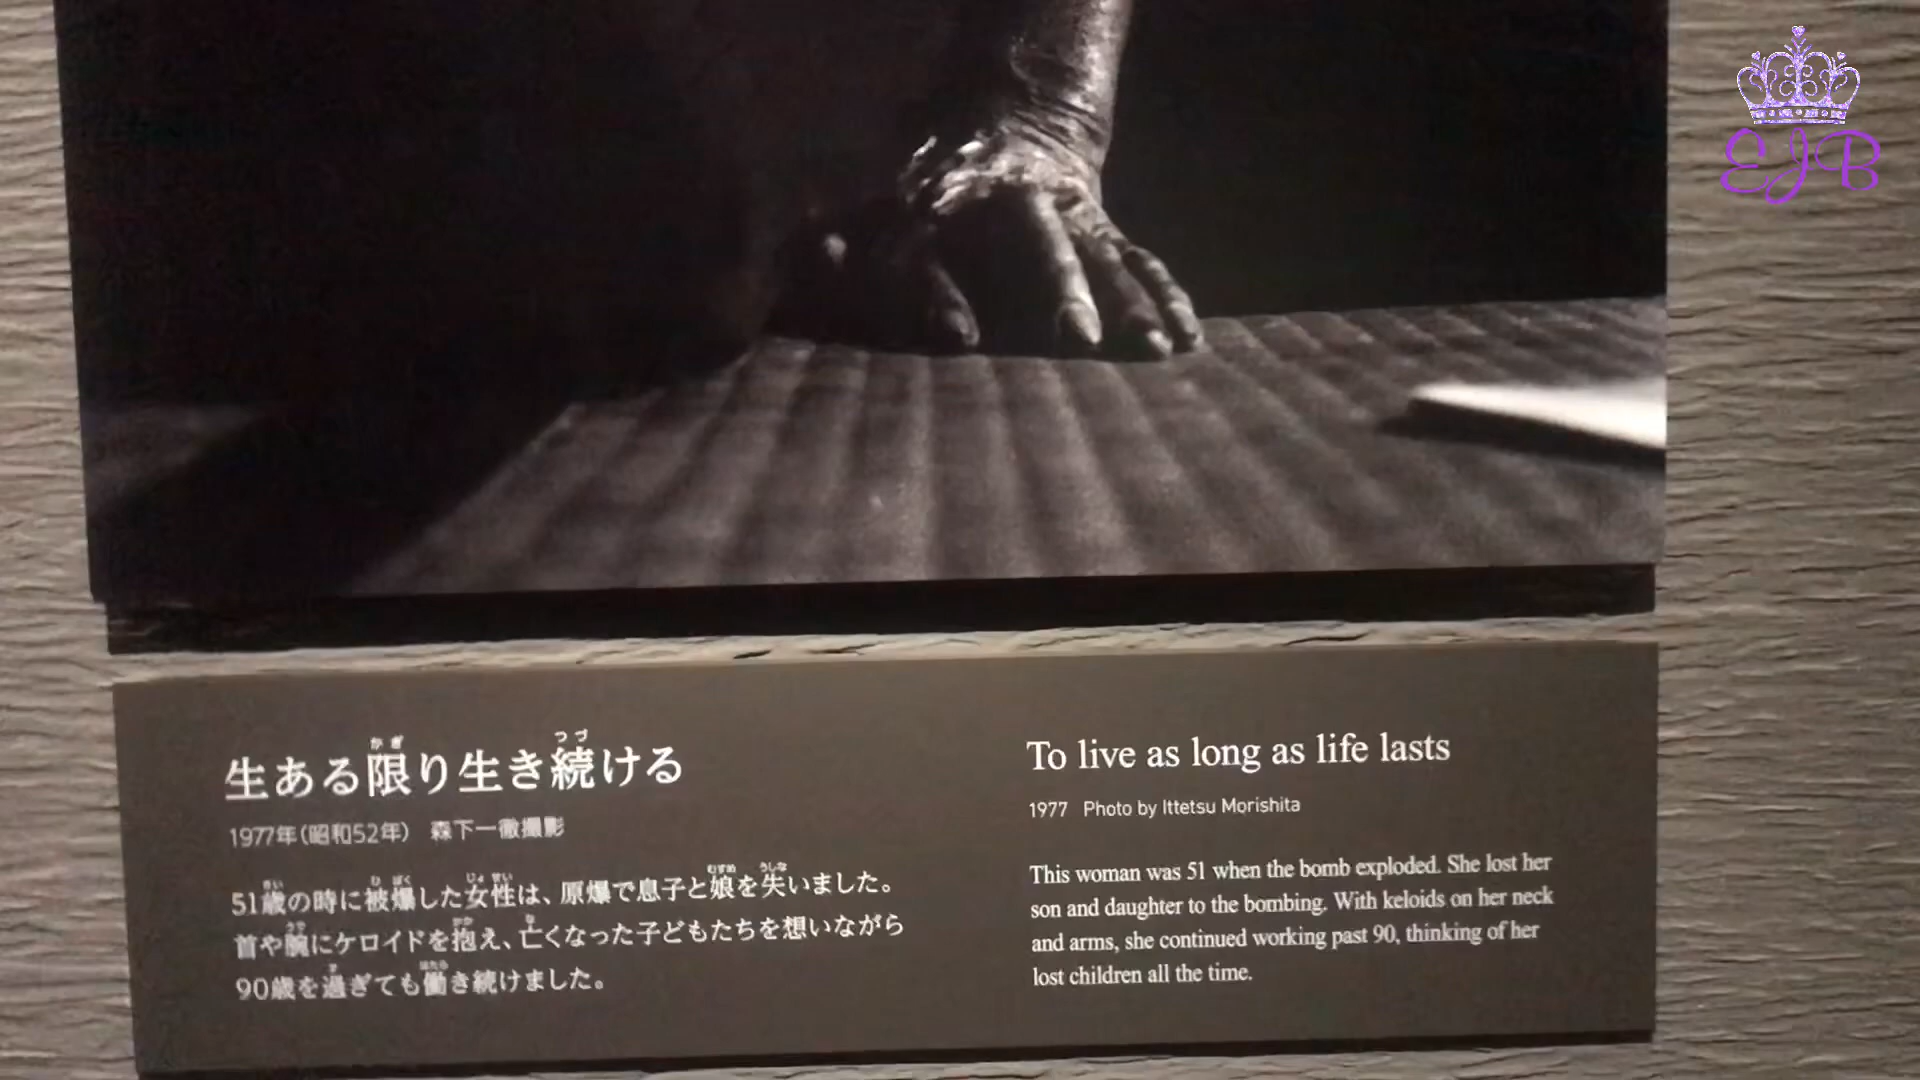 生ある限り生き続ける
1977年(昭和52年) 森下一徹撮影
51歳の時に被爆した女性は、原爆で息子と娘を失いました。
首や腕にケロイドを抱え、亡くなった子どもたちを想いながら
90歳を過ぎても働き続けました。
To live as long as life lasts
1977 Photo by Ittetsu Morishita
This woman was 51 when the bomb exploded. She lost her
son and daughter to the bombing. With keloids on her neck
and arms, she continued working past 90, thinking of her
lost children all the time.
EJB